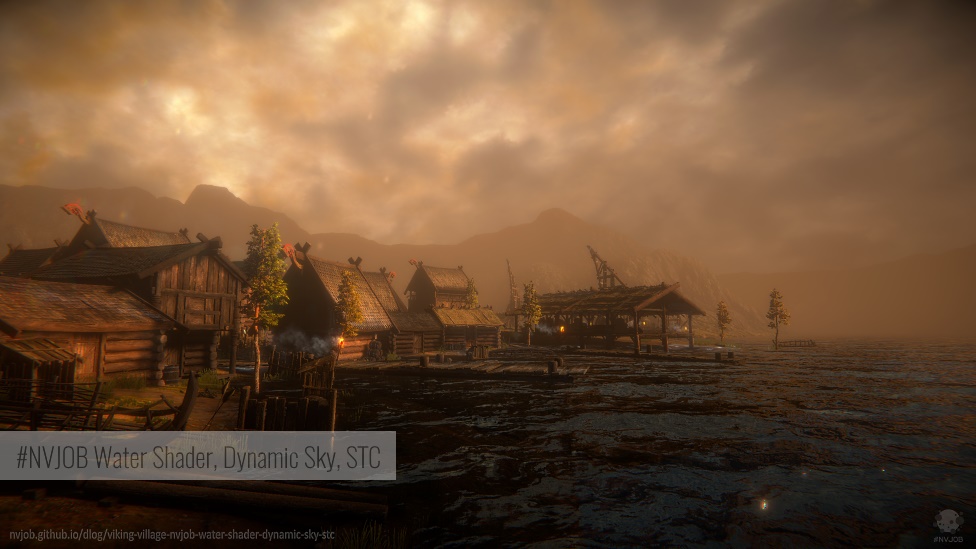 #NVJOB Water Shader, Dynamic Sky, STC
nvjob.github.io/dlog/viking-village-nvjob-water-shader-dynamic-sky-stc
#NVJOB